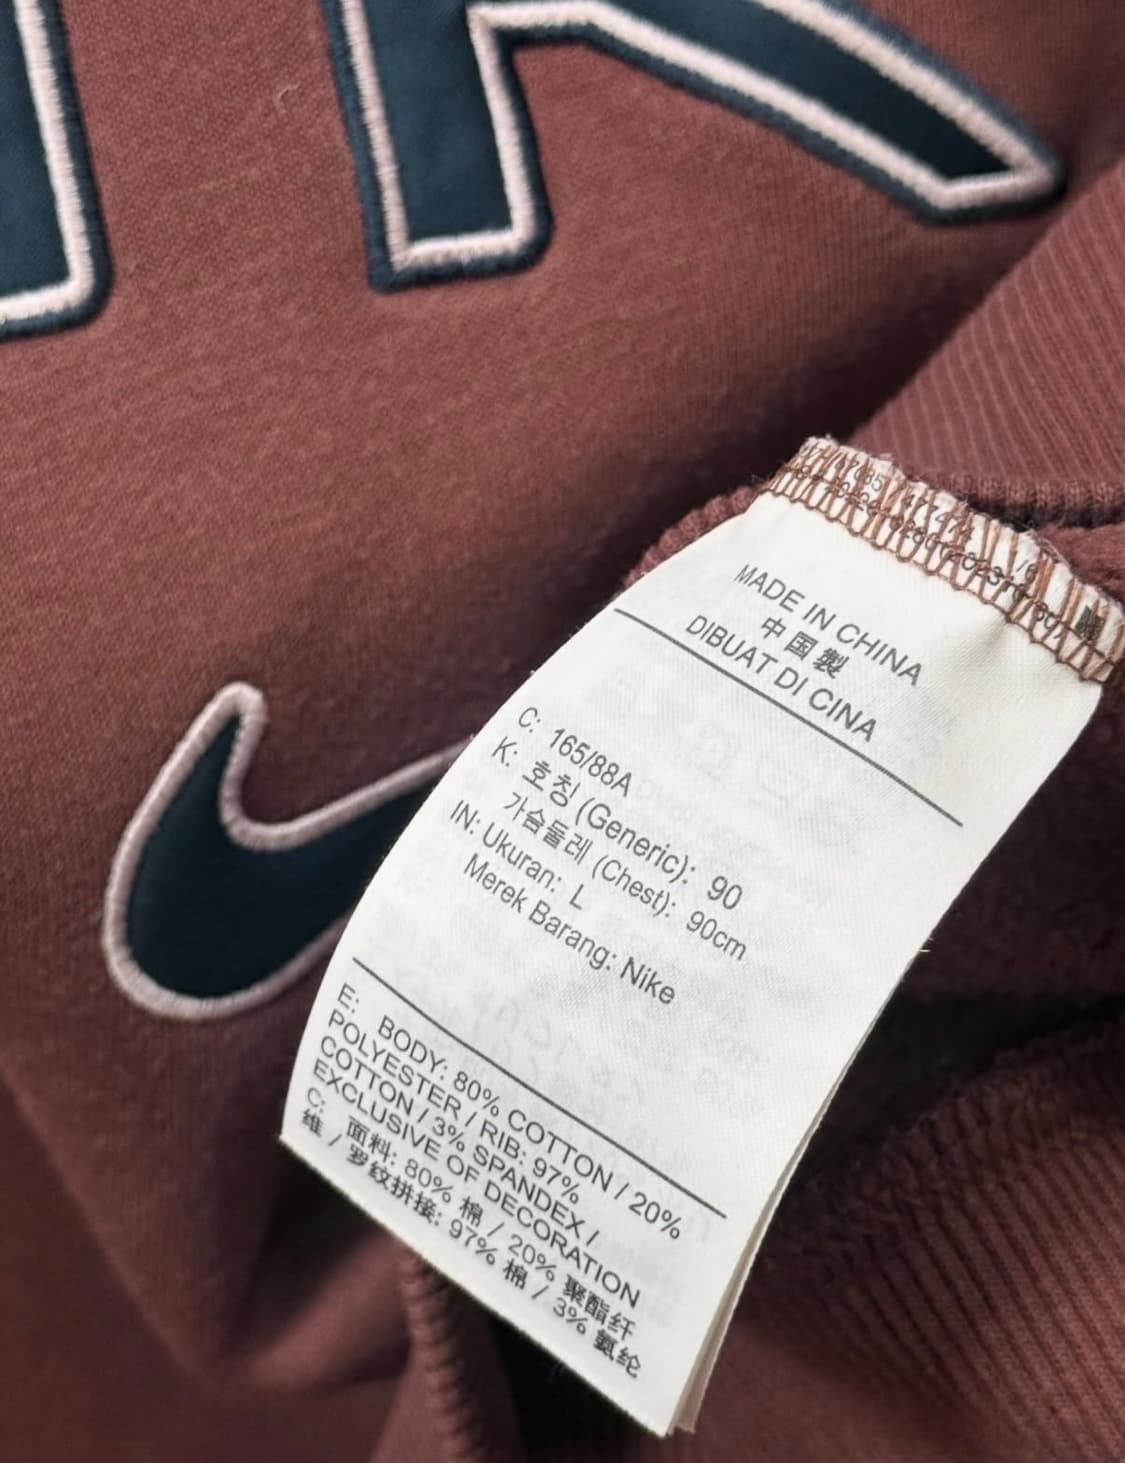 MADE IN CHINA
中国製
DIBUAT DI CINA
C: 165/88A
K: 호칭 (Generic): 90
가슴둘레 (Chest): 90cm
IN: Ukuran: L
Merek Barang: Nike
E: BODY: 80% COTTON / 20%
POLYESTER / RIB: 97%
COTTON / 3% SPANDEX /
EXCLUSIVE OF DECORATION
C: 面料: 80% 棉 / 20% 聚酯纤
维 / 罗纹拼接: 97% 棉 / 3% 氨纶